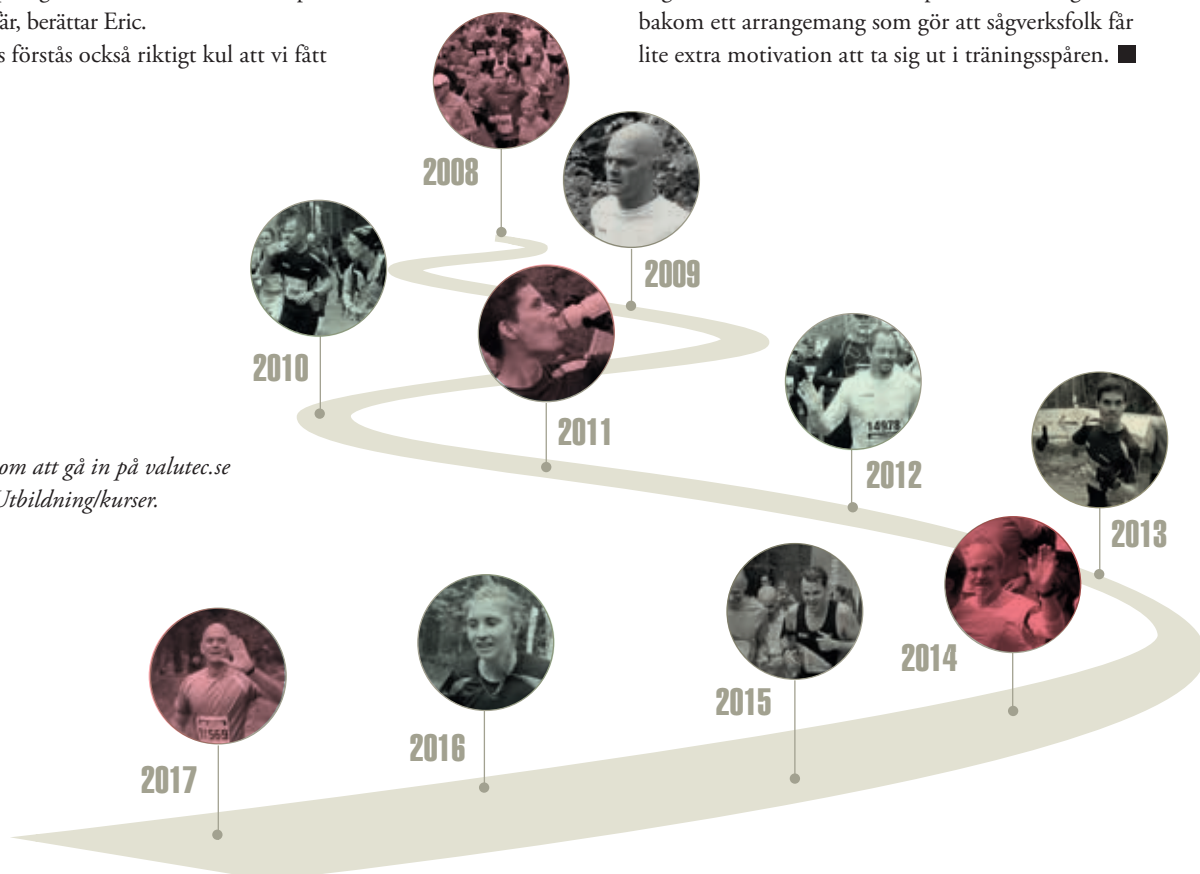 är, berättar Eric.
s förstås också riktigt kul att vi fått
bakom ett arrangemang som gör att sågverksfolk får
lite extra motivation att ta sig ut i träningsspåren.
2008
2009
2010
2011
2012
14978
2013
om att gå in på valutec.se
Utbildning/kurser.
2014
2015
2016
2017